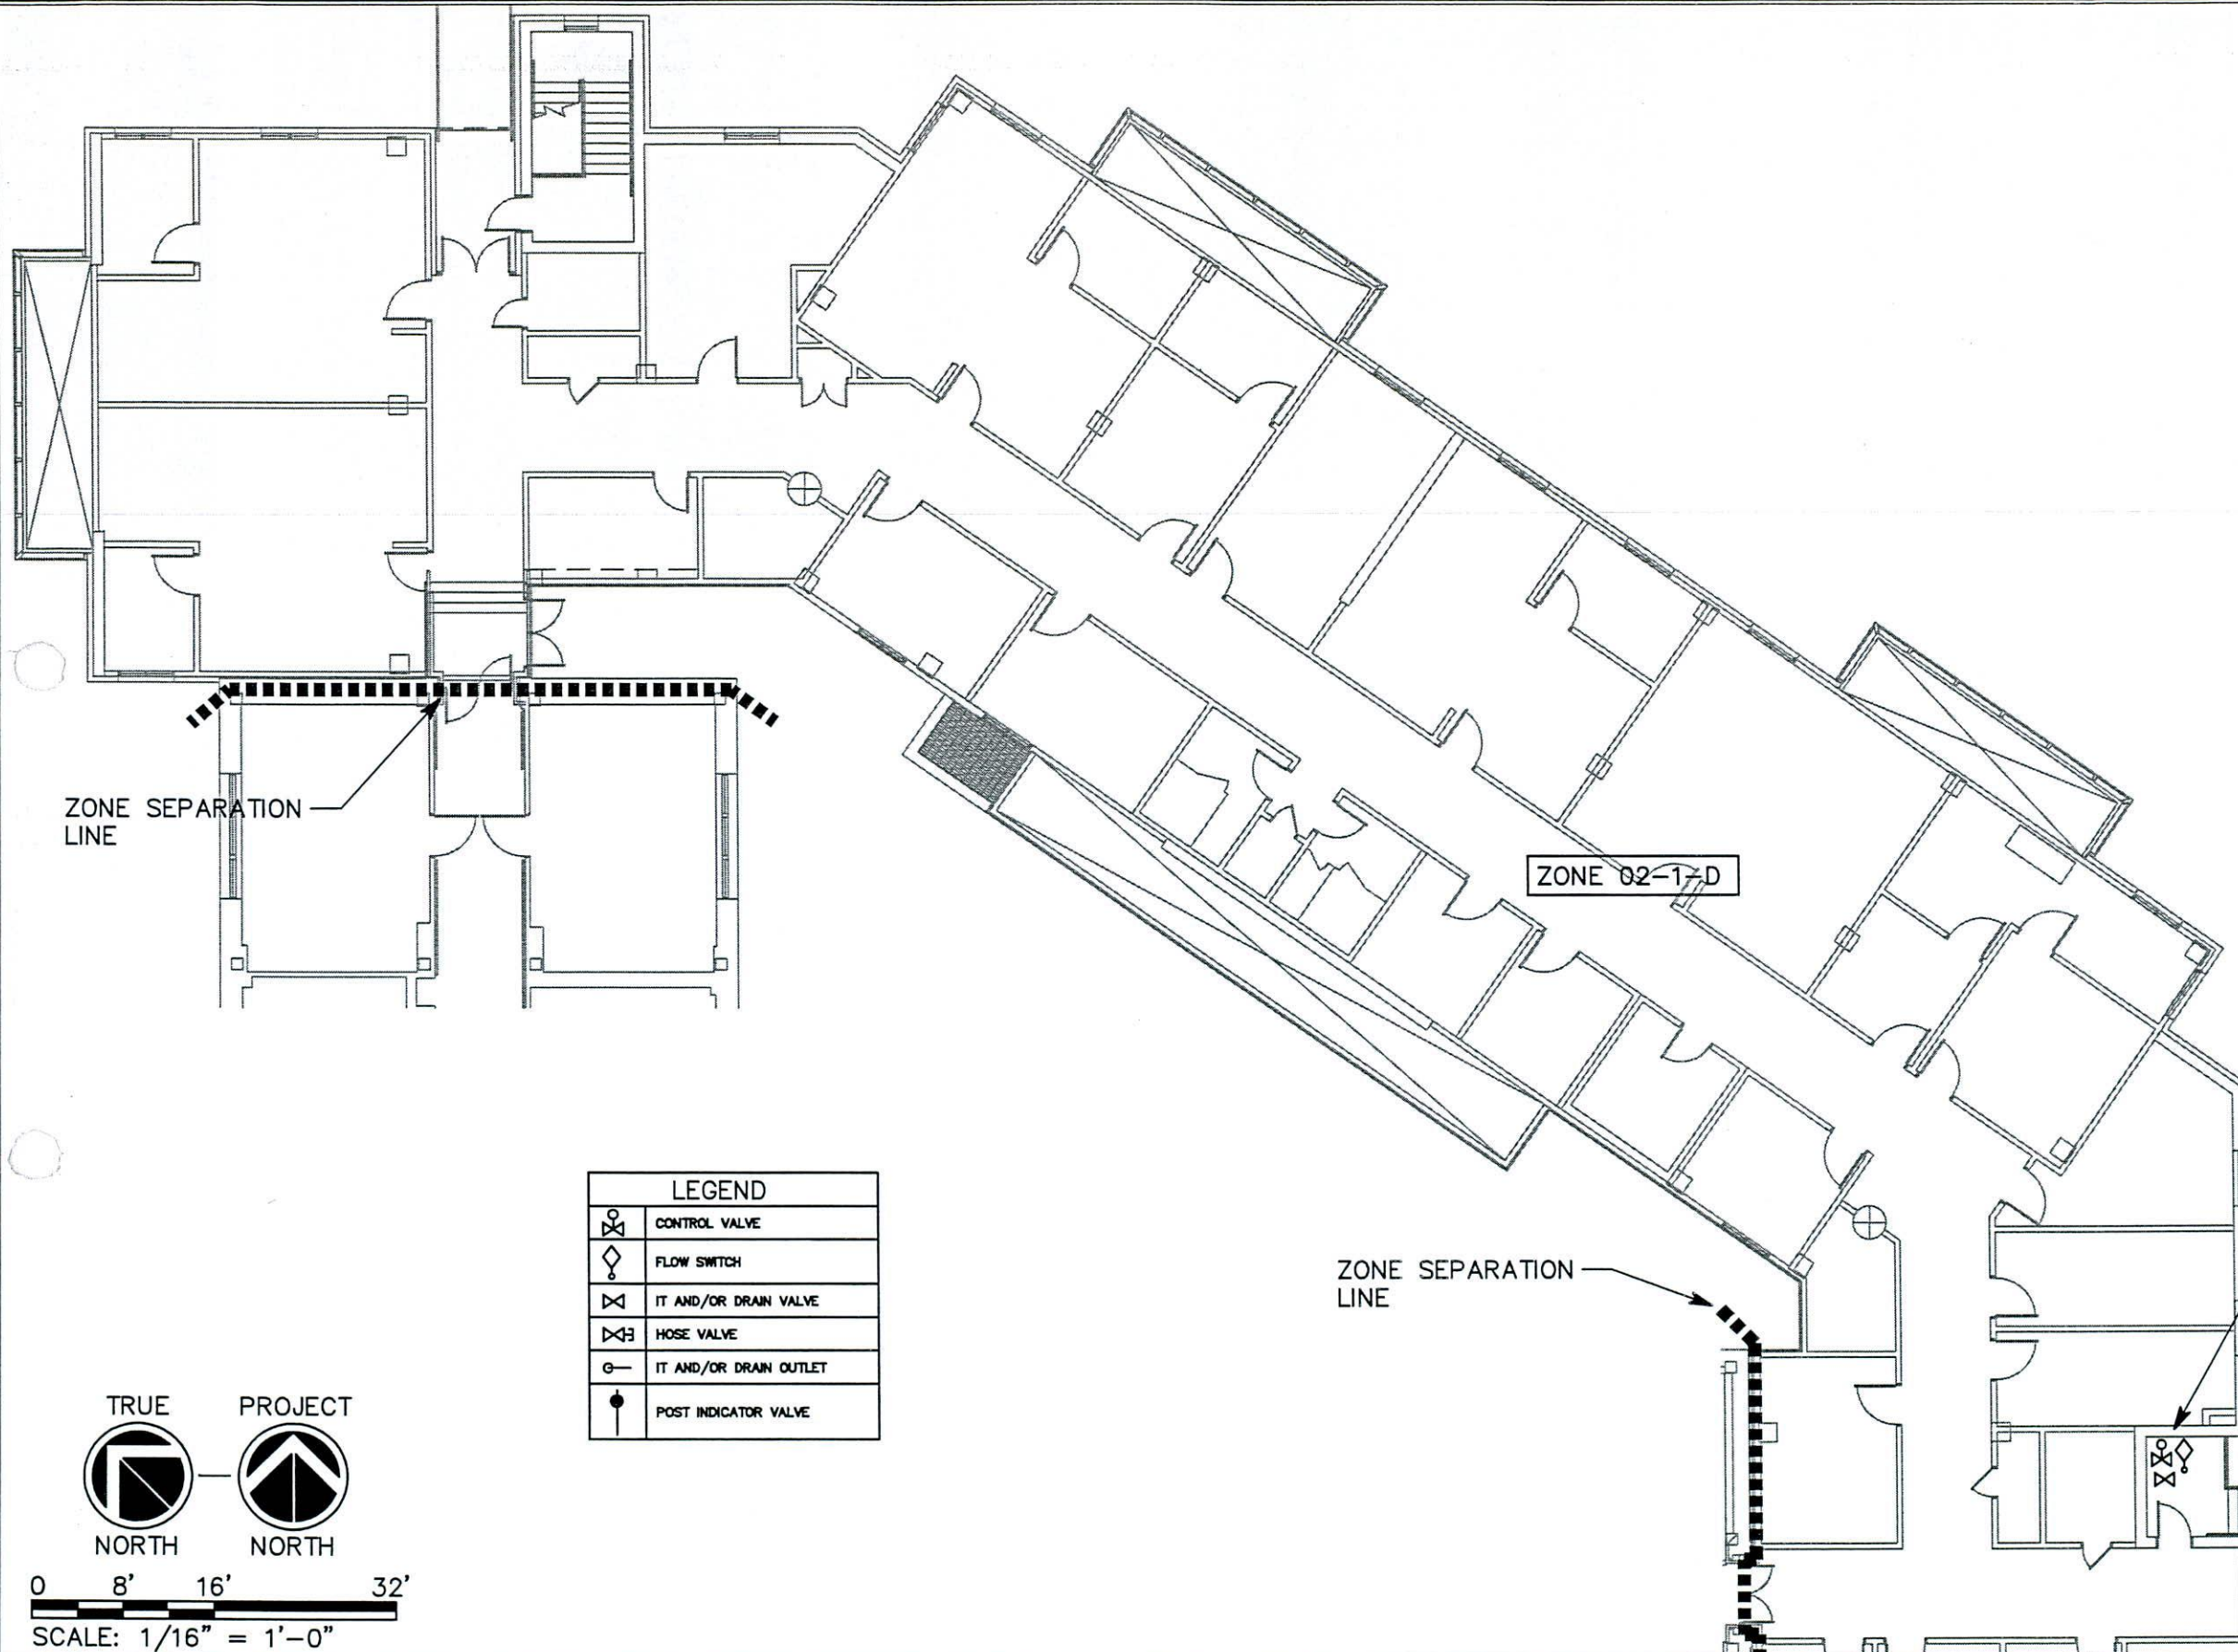 ZONE SEPARATION
LINE
ZONE 02-1-D
LEGEND
CONTROL VALVE
FLOW SWITCH
IT AND/OR DRAIN VALVE
HOSE VALVE
IT AND/OR DRAIN OUTLET
POST INDICATOR VALVE
ZONE SEPARATION
LINE
TRUE PROJECT
NORTH NORTH
0 8' 16' 32'
SCALE: 1/16" = 1'-0"